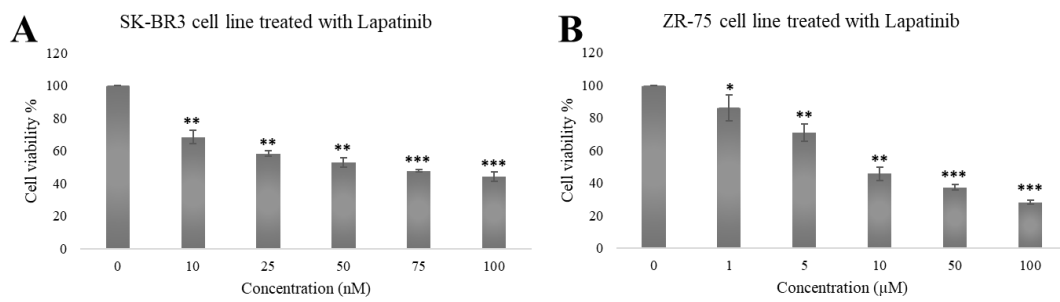 A
SK-BR3 cell line treated with Lapatinib
Cell viability %
120
100
80
60
40
20
0
**
**
**
***
***
0 10 25 50 75 100
Concentration (nM)
B
ZR-75 cell line treated with Lapatinib
Cell viability %
120
100
80
60
40
20
0
*
**
**
***
***
0 1 5 10 50 100
Concentration (µM)